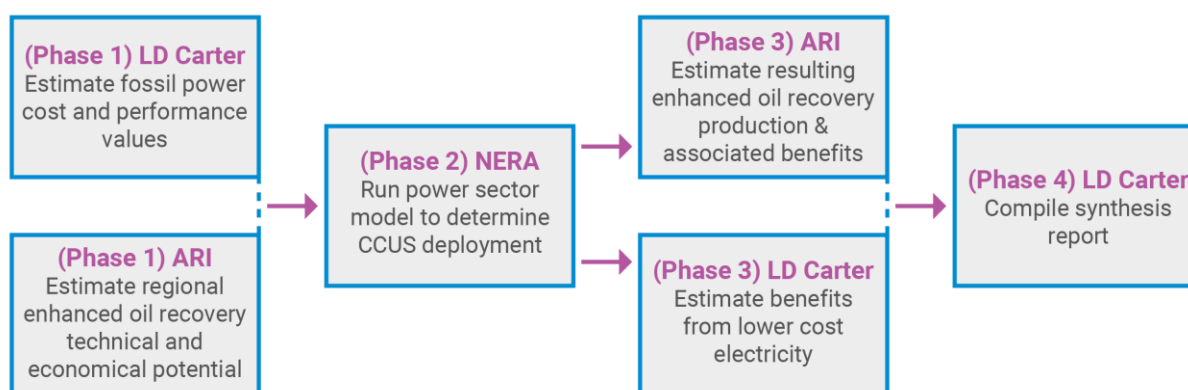 (Phase 1) LD Carter
Estimate fossil power
cost and performance
values
(Phase 1) ARI
Estimate regional
enhanced oil recovery
technical and
economical potential
(Phase 2) NERA
Run power sector
model to determine
CCUS deployment
(Phase 3) ARI
Estimate resulting
enhanced oil recovery
production &
associated benefits
(Phase 3) LD Carter
Estimate benefits
from lower cost
electricity
(Phase 4) LD Carter
Compile synthesis
report